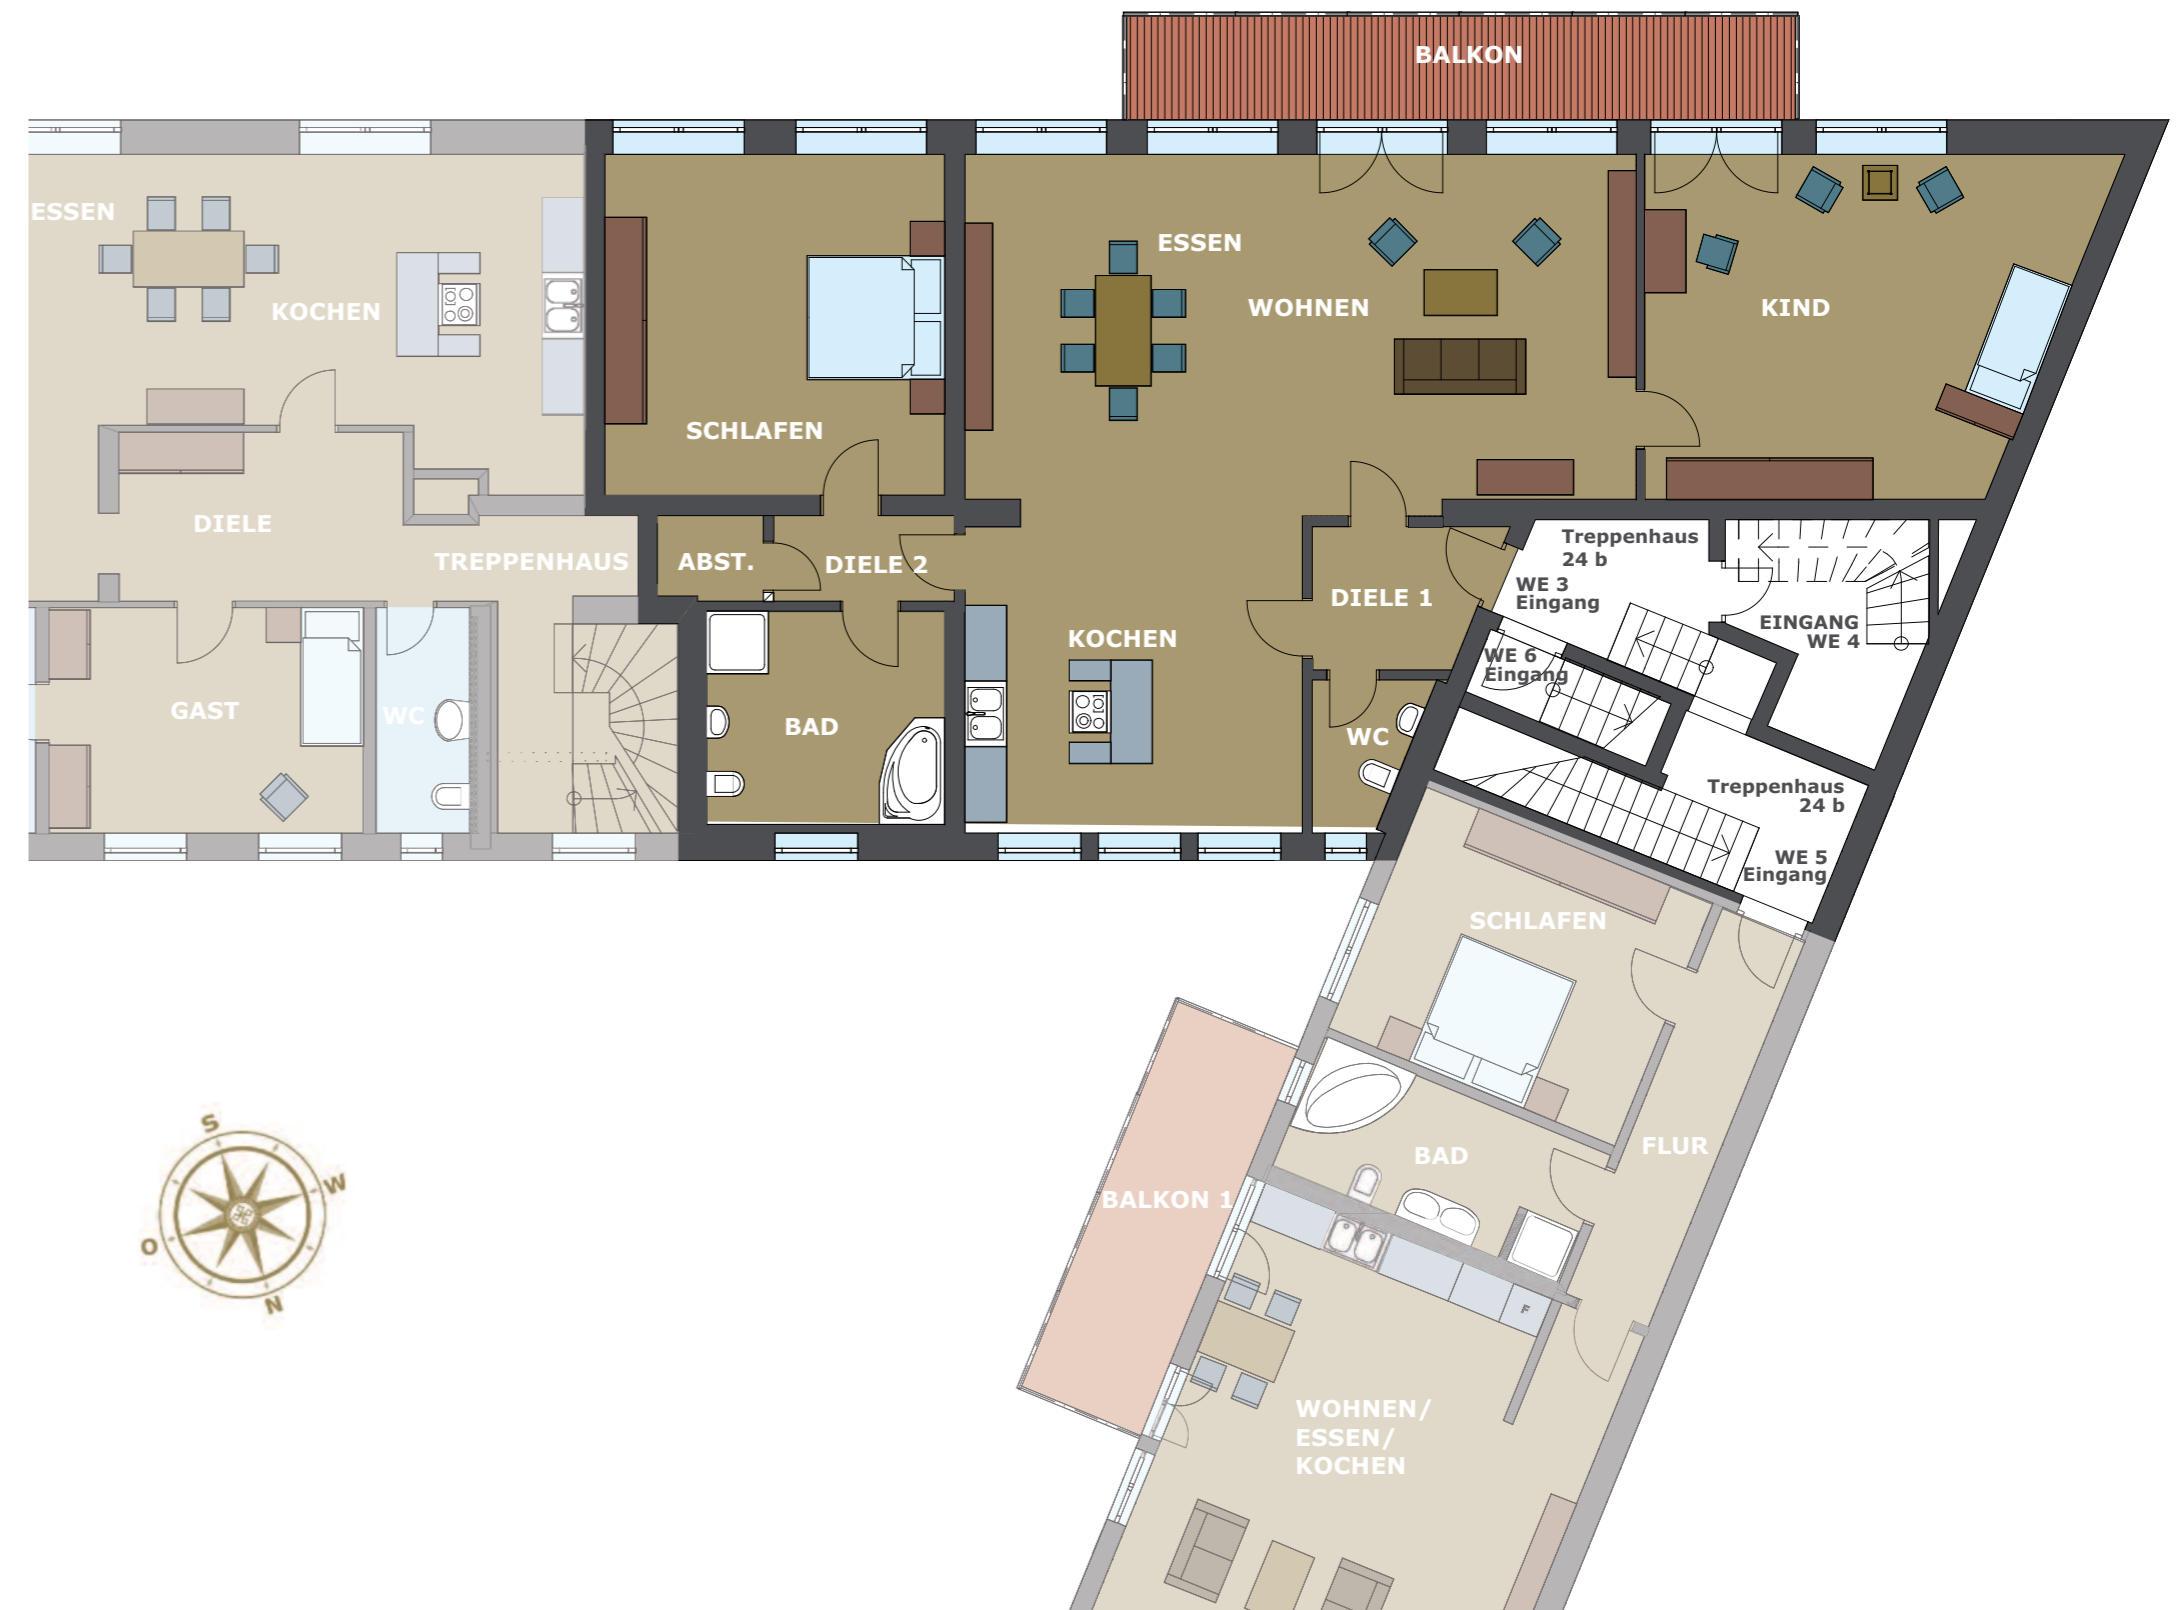 BALKON
ESSEN
KOCHEN
DIELE
TREPPENHAUS
GAST
WC
SCHLAFEN
ABST.
DIELE 2
BAD
ESSEN
WOHNEN
KOCHEN
DIELE 1
WC
KIND
Treppenhaus
24 b
WE 3
Eingang
EINGANG
WE 4
WE 6
Eingang
Treppenhaus
24 b
WE 5
Eingang
SCHLAFEN
BAD
FLUR
BALKON 1
F
WOHNEN/
ESSEN/
KOCHEN
S
W
O
N